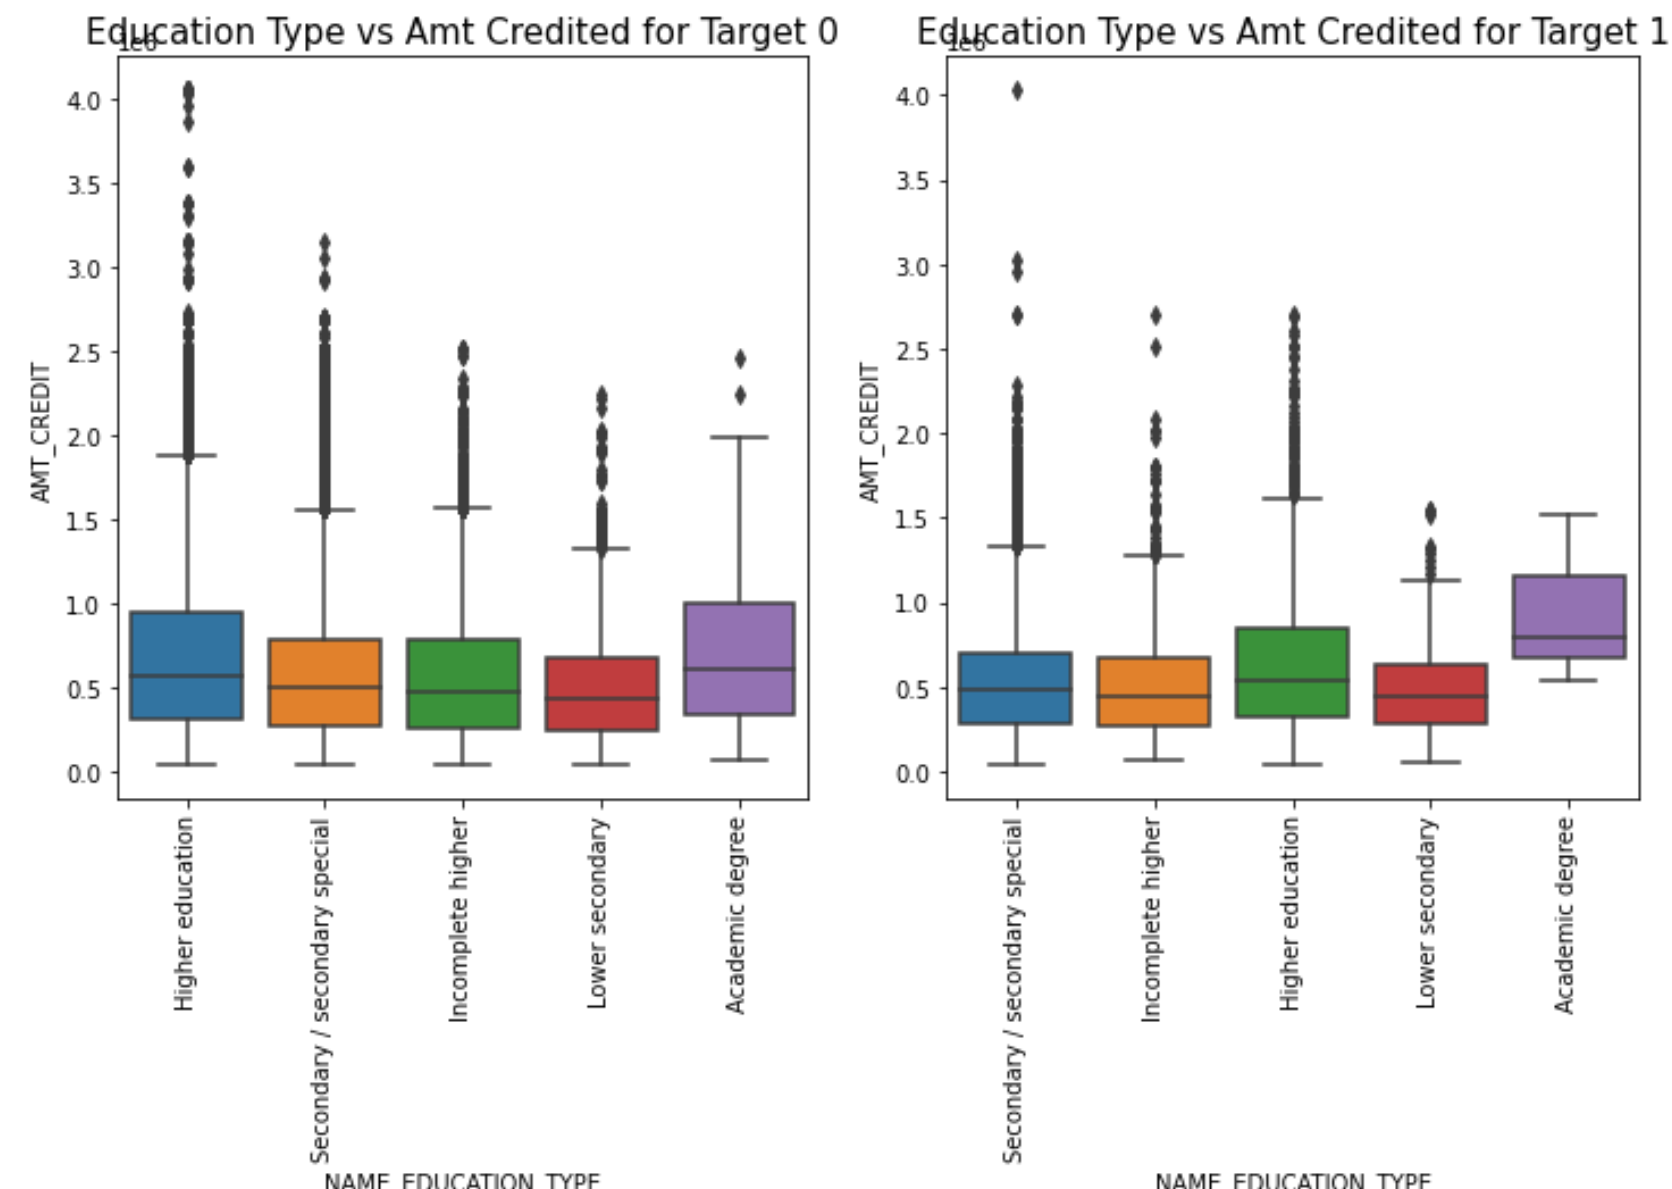 Education Type vs Amt Credited for Target 0
1e6
4.0
3.5
3.0
2.5
2.0
1.5
1.0
0.5
0.0
AMT_CREDIT
Higher education
Secondary / secondary special
Incomplete higher
Lower secondary
Academic degree
NAME_EDUCATION_TYPE
Education Type vs Amt Credited for Target 1
1e6
4.0
3.5
3.0
2.5
2.0
1.5
1.0
0.5
0.0
AMT_CREDIT
Secondary / secondary special
Incomplete higher
Higher education
Lower secondary
Academic degree
NAME_EDUCATION_TYPE